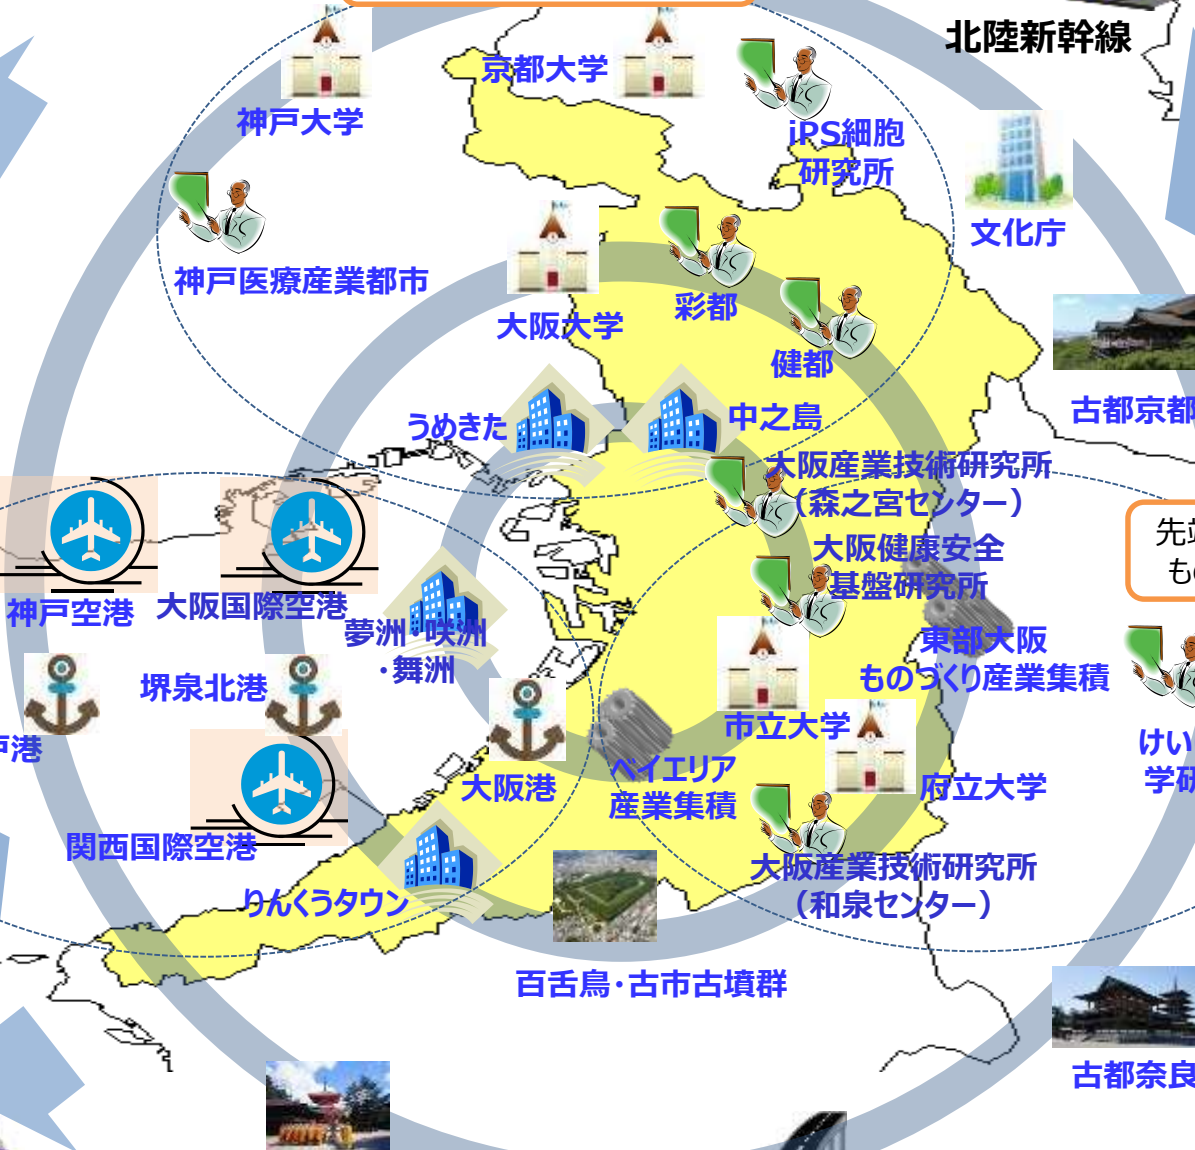 北陸新幹線
京都大学
神戸大学
iPS細胞
研究所
文化庁
神戸医療産業都市
彩都
大阪大学
健都
古都京都
うめきた
中之島
大阪産業技術研究所
（森之宮センター）
先端
もの
大阪健康安全
基盤研究所
神戸空港
大阪国際空港
夢洲・咲洲
・舞洲
東部大阪
ものづくり産業集積
堺泉北港
市立大学
戸港
けい
学研
ベイエリア
産業集積
大阪港
府立大学
関西国際空港
大阪産業技術研究所
（和泉センター）
りんくうタウン
百舌鳥・古市古墳群
古都奈良